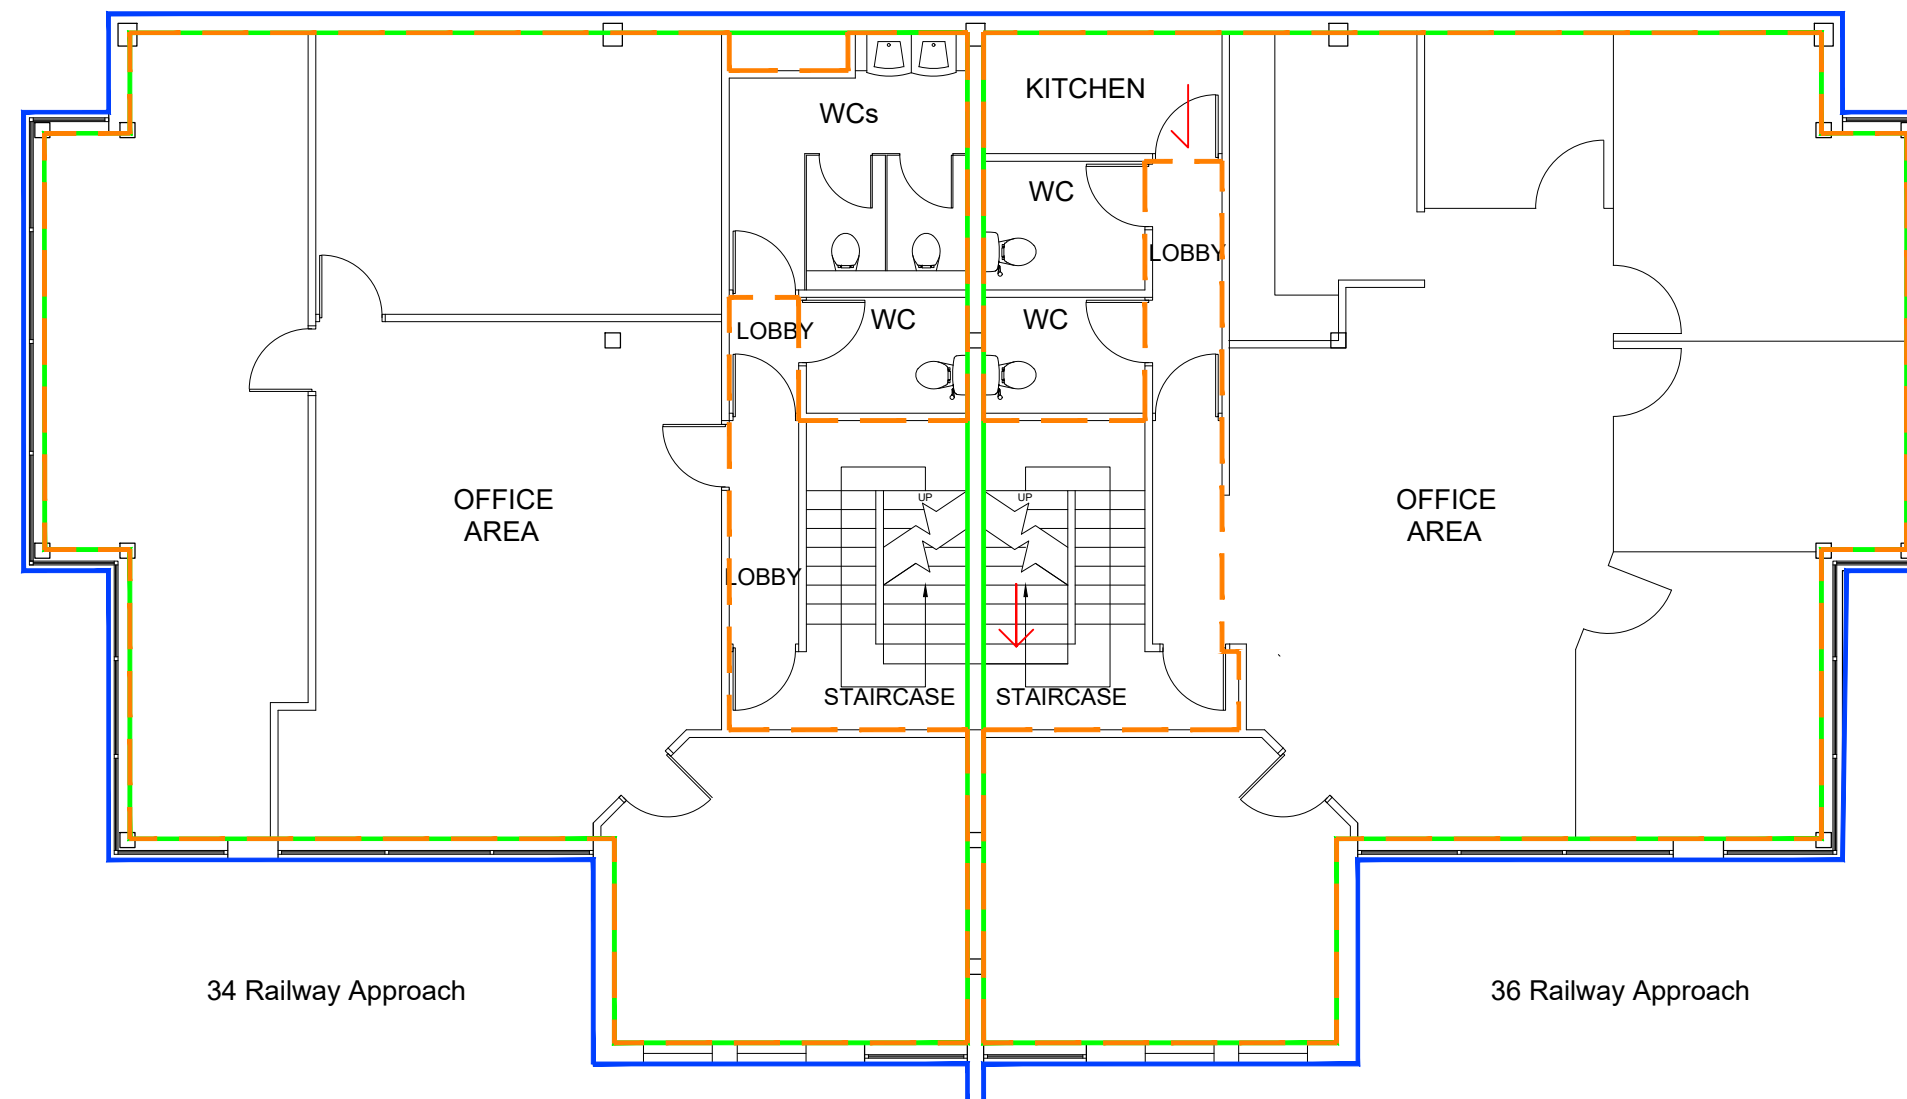 KITCHEN
WCs
WC
LOBBY
LOBBY
WC
WC
OFFICE
AREA
UP
UP
OFFICE
AREA
LOBBY
STAIRCASE
STAIRCASE
34 Railway Approach
36 Railway Approach